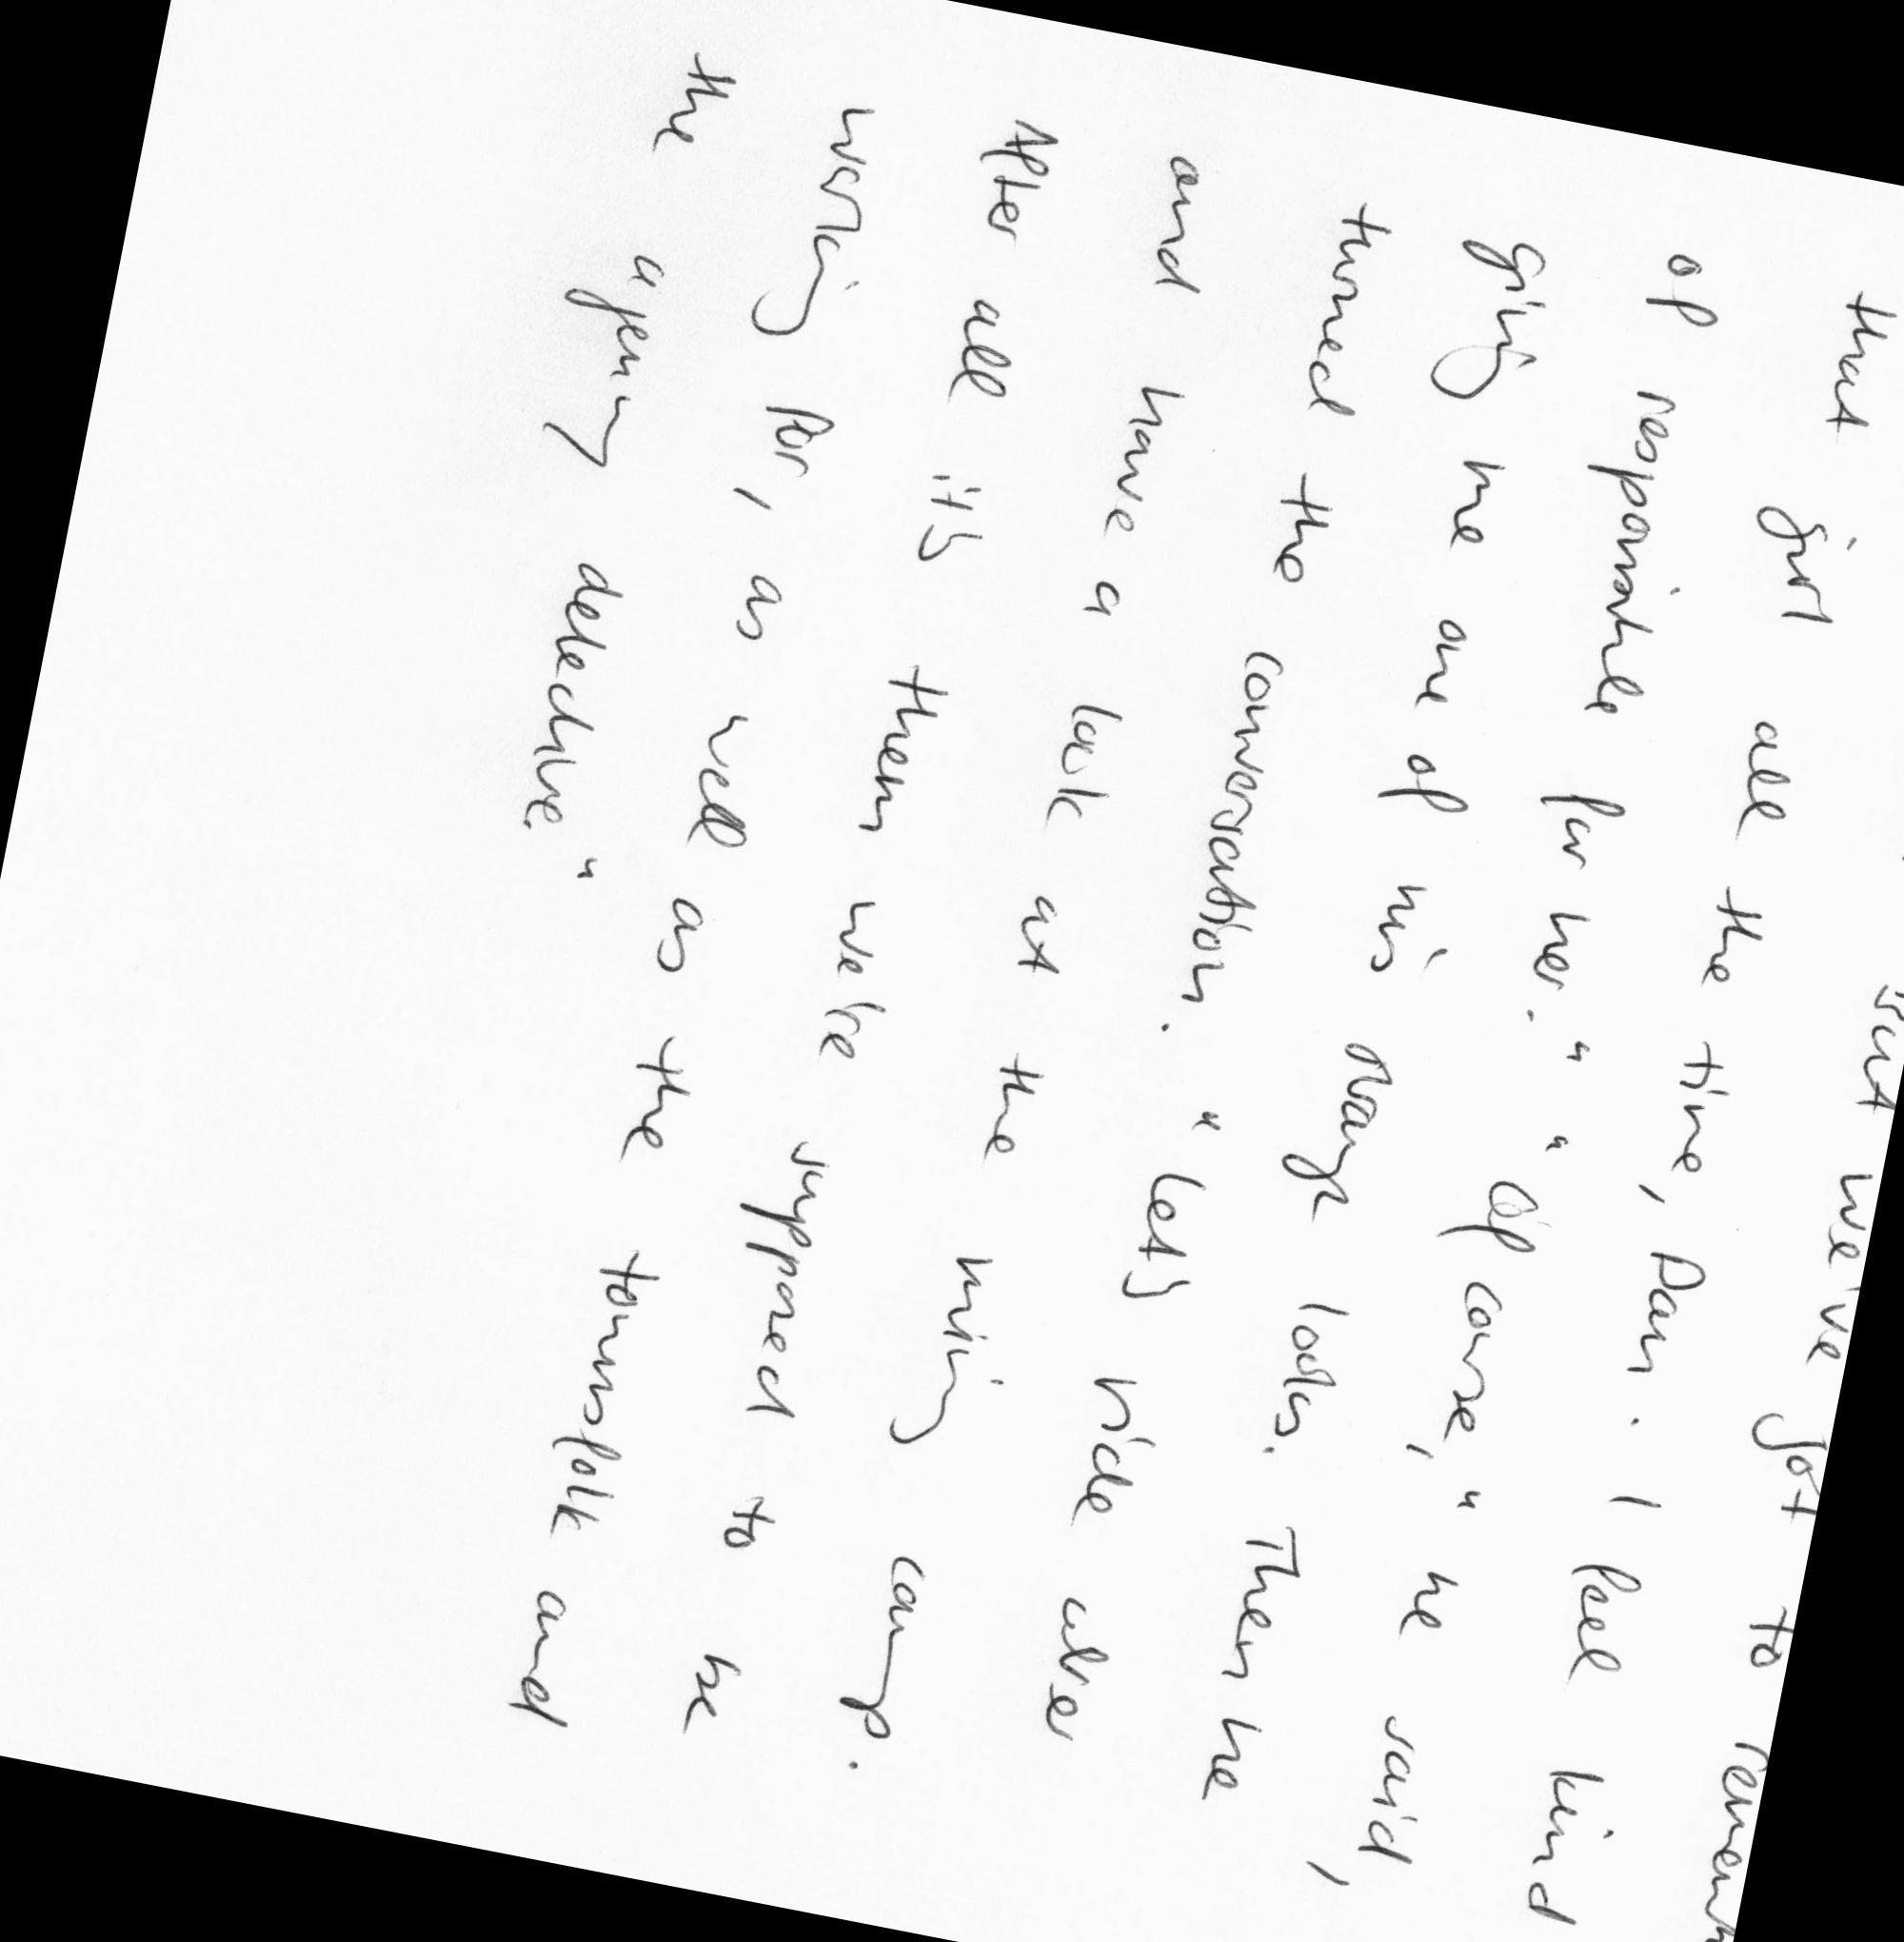 but we've got to
that girl all the time, Dan. I feel kind
of responsible for her." "Of course," he said,
giving me one of his strange looks. Then he
turned the conversation. "Let's ride over
and have a look at the mining camp.
After all it's them we're supposed to be
working for, as well as the townsfolk and
the agency detective."